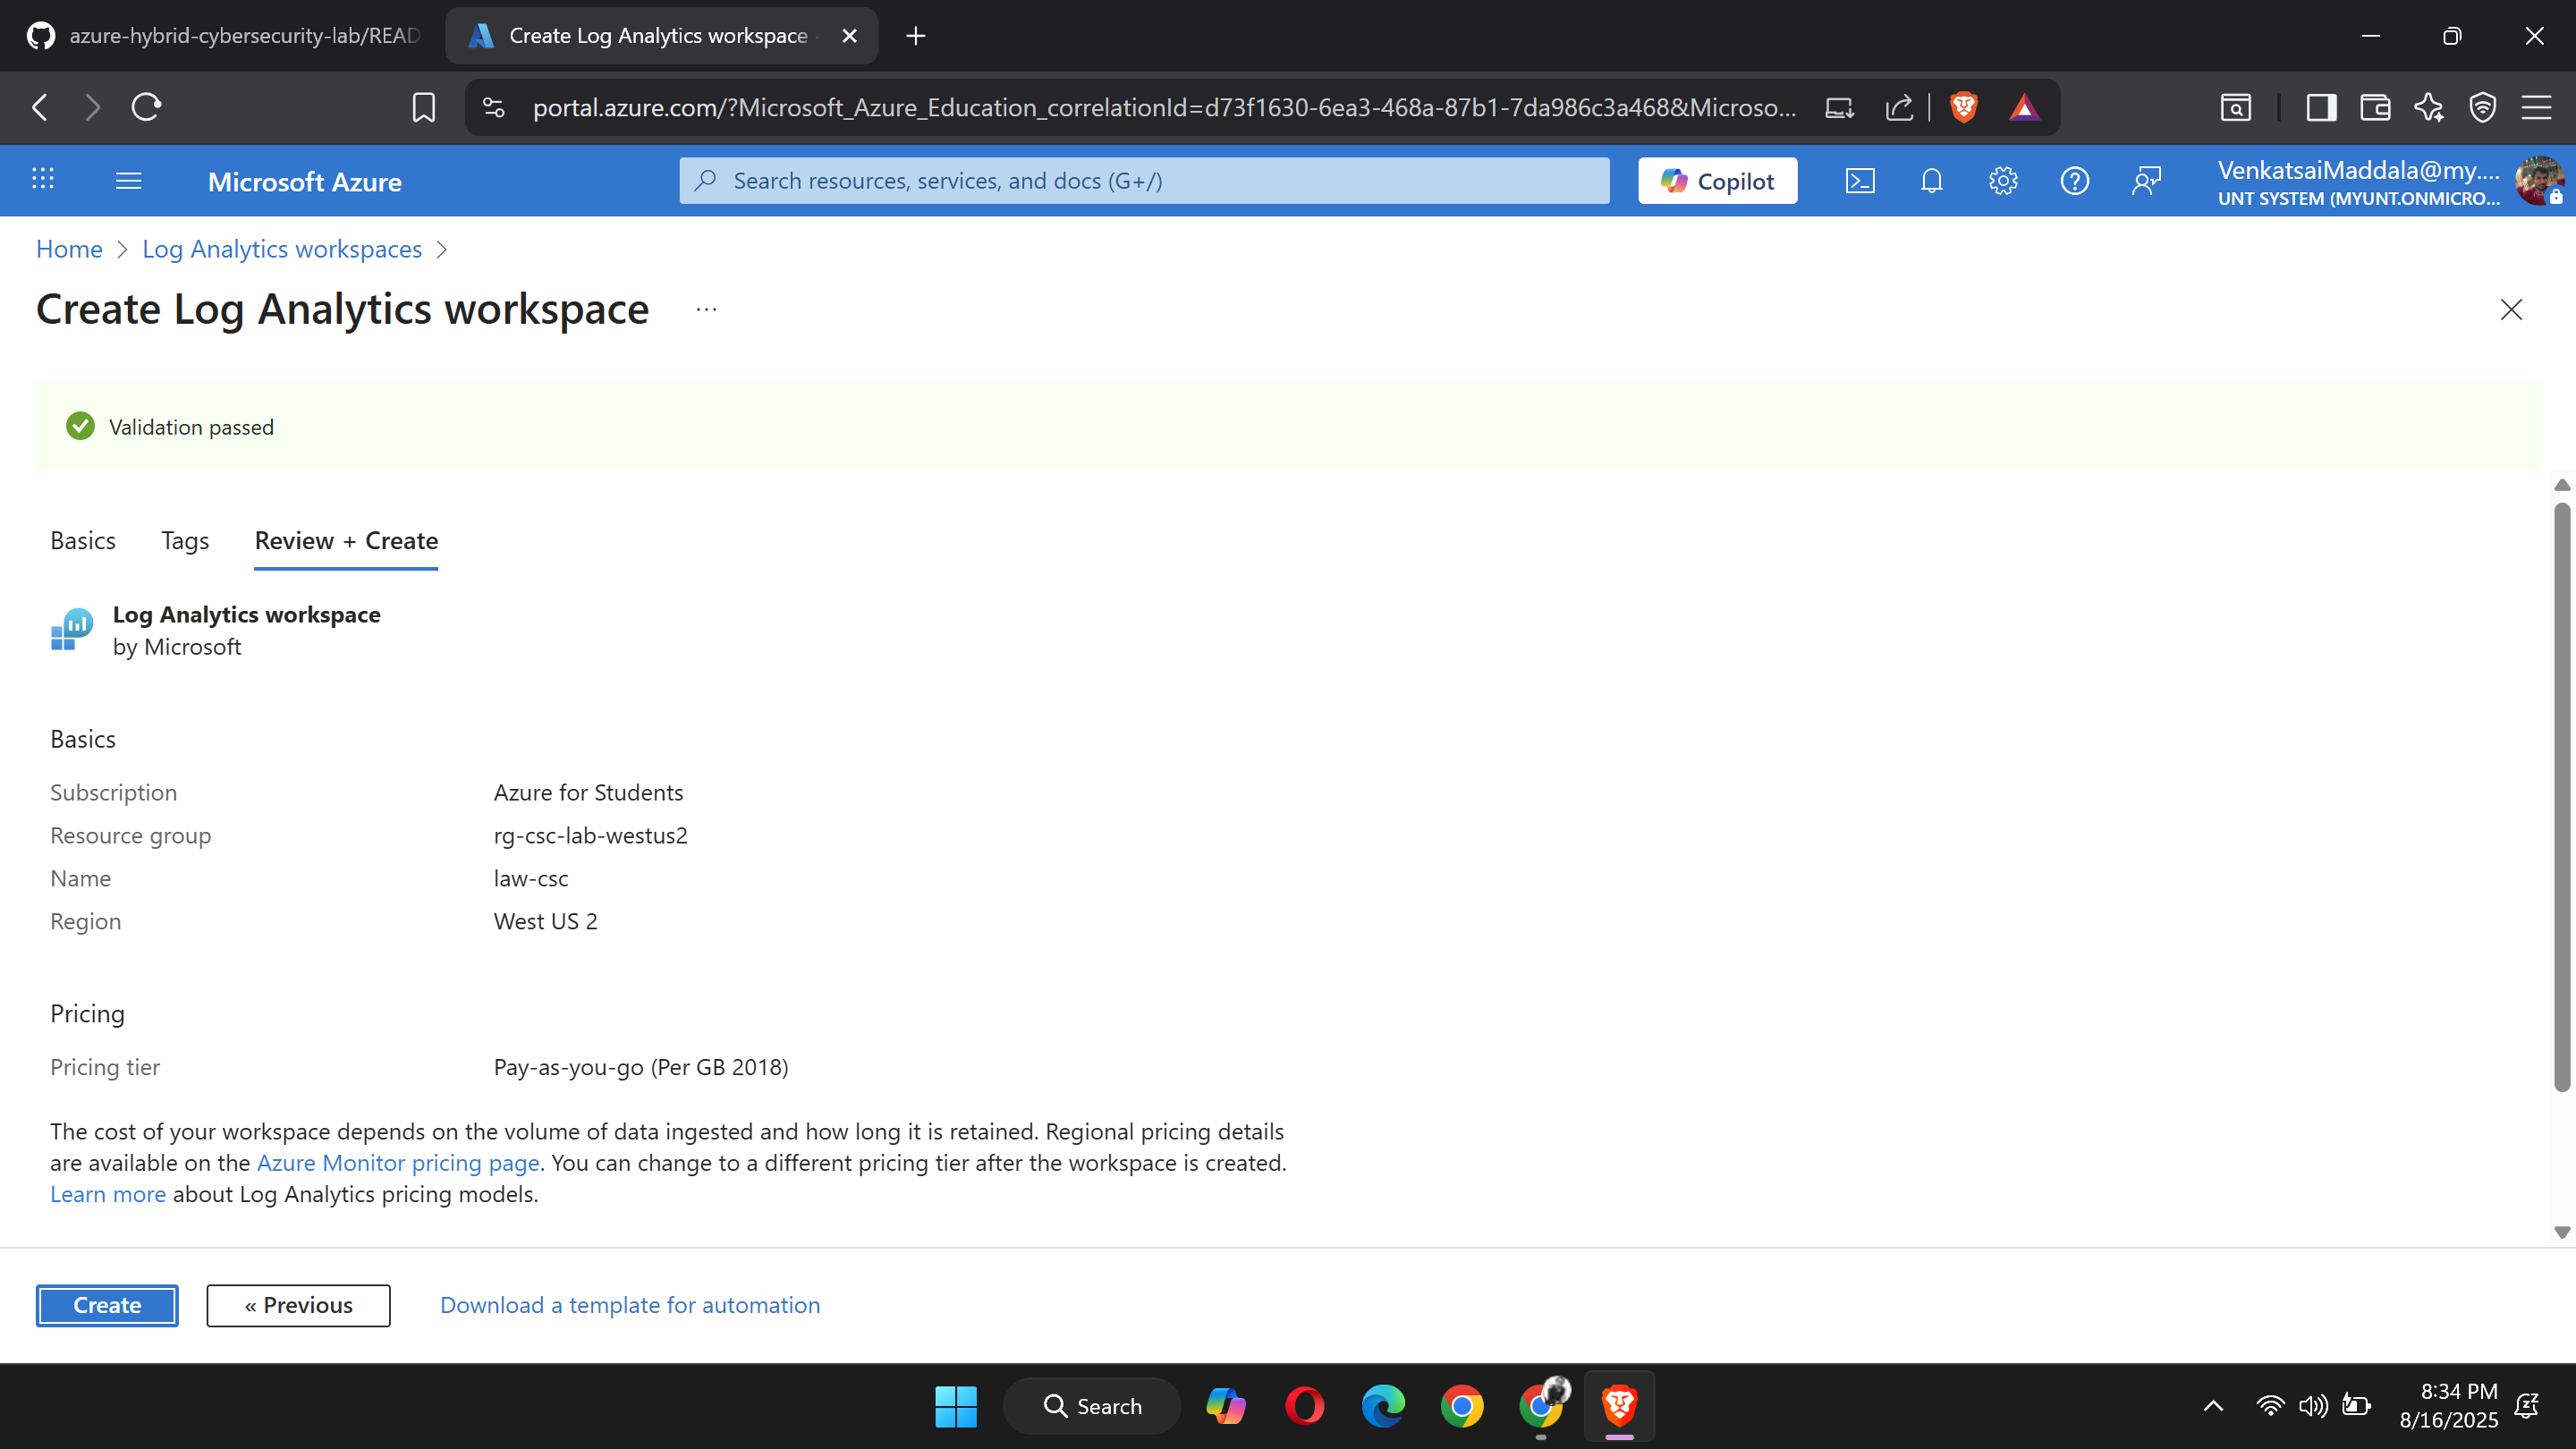 azure-hybrid-cybersecurity-lab/READ
Create Log Analytics workspace
portal.azure.com/?Microsoft_Azure_Education_correlationId=d73f1630-6ea3-468a-87b1-7da986c3a468&Microso...
Microsoft Azure
Search resources, services, and docs (G+/)
Copilot
VenkatsaiMaddala@my....
UNT SYSTEM (MYUNT.ONMICRO...
Home > Log Analytics workspaces >
Create Log Analytics workspace ...
Validation passed
Basics Tags Review + Create
Log Analytics workspace
by Microsoft
Basics
Subscription Azure for Students
Resource group rg-csc-lab-westus2
Name law-csc
Region West US 2
Pricing
Pricing tier Pay-as-you-go (Per GB 2018)
The cost of your workspace depends on the volume of data ingested and how long it is retained. Regional pricing details
are available on the Azure Monitor pricing page. You can change to a different pricing tier after the workspace is created.
Learn more about Log Analytics pricing models.
Create « Previous Download a template for automation
Search
8:34 PM
8/16/2025